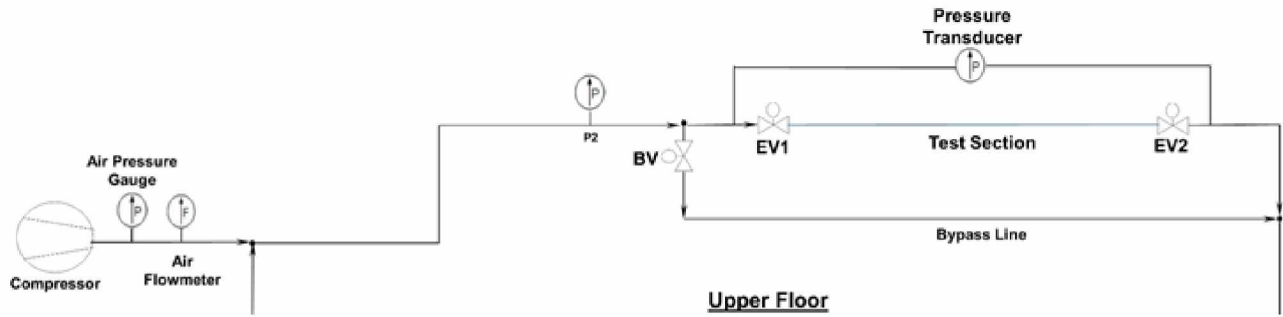 Pressure
Transducer
P
P
P2
BV
EV1
Test Section
EV2
Air Pressure
Gauge
P
F
Compressor
Air
Flowmeter
Bypass Line
Upper Floor